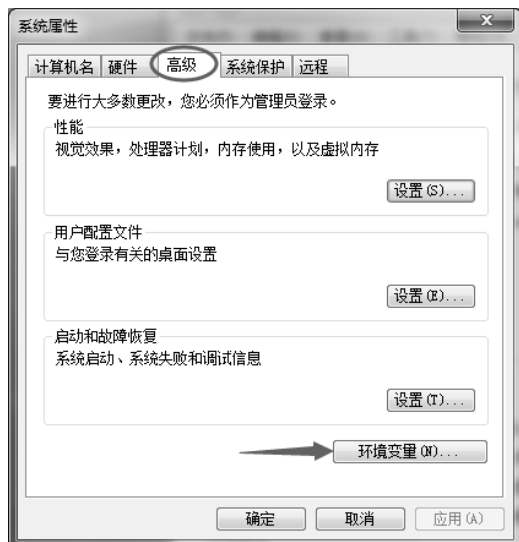 系统属性
计算机名 硬件 高级 系统保护 远程
要进行大多数更改，您必须作为管理员登录。
性能
视觉效果，处理器计划，内存使用，以及虚拟内存
设置(S)...
用户配置文件
与您登录有关的桌面设置
设置(E)...
启动和故障恢复
系统启动、系统失败和调试信息
设置(T)...
环境变量(N)...
确定 取消 应用(A)